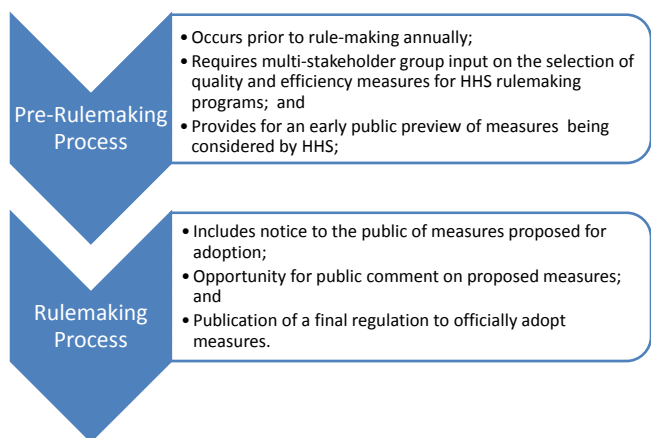 Pre-Rulemaking
Process
• Occurs prior to rule-making annually;
• Requires multi-stakeholder group input on the selection of
quality and efficiency measures for HHS rulemaking
programs; and
• Provides for an early public preview of measures being
considered by HHS;
Rulemaking
Process
• Includes notice to the public of measures proposed for
adoption;
• Opportunity for public comment on proposed measures;
and
• Publication of a final regulation to officially adopt
measures.